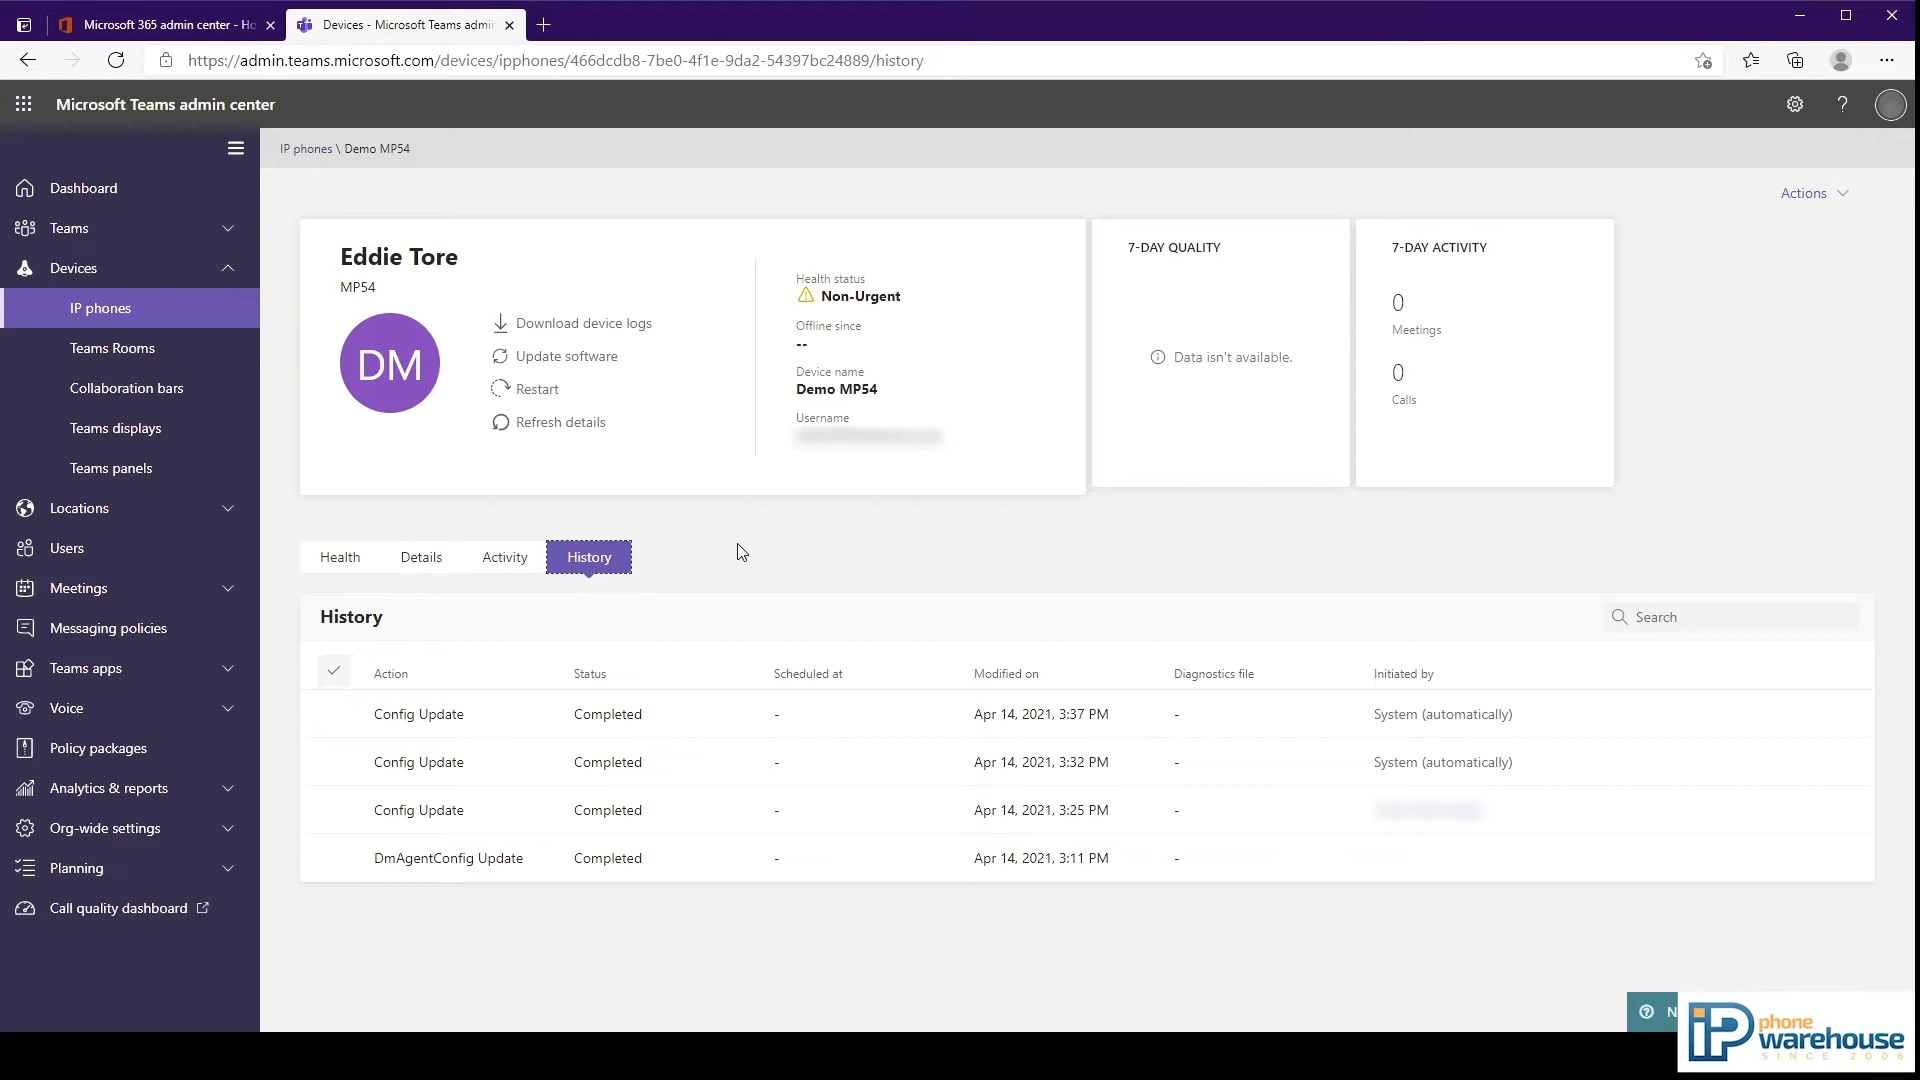 Microsoft 365 admin center - Ho
Devices - Microsoft Teams admin
https://admin.teams.microsoft.com/devices/ipphones/466dcdb8-7be0-4f1e-9da2-54397bc24889/history
Microsoft Teams admin center
IP phones \ Demo MP54
Actions
Dashboard
Teams
Devices
IP phones
Teams Rooms
Collaboration bars
Teams displays
Teams panels
Locations
Users
Meetings
Messaging policies
Teams apps
Voice
Policy packages
Analytics & reports
Org-wide settings
Planning
Call quality dashboard
Eddie Tore
MP54
DM
Download device logs
Update software
Restart
Refresh details
Health status
Non-Urgent
Offline since
--
Device name
Demo MP54
Username
7-DAY QUALITY
Data isn't available.
7-DAY ACTIVITY
0
Meetings
0
Calls
Health Details Activity History
History
Search
Action Status Scheduled at Modified on Diagnostics file Initiated by
Config Update Completed - Apr 14, 2021, 3:37 PM - System (automatically)
Config Update Completed - Apr 14, 2021, 3:32 PM - System (automatically)
Config Update Completed - Apr 14, 2021, 3:25 PM -
DmAgentConfig Update Completed - Apr 14, 2021, 3:11 PM -
N
iP phone
warehouse
SINCE 2006